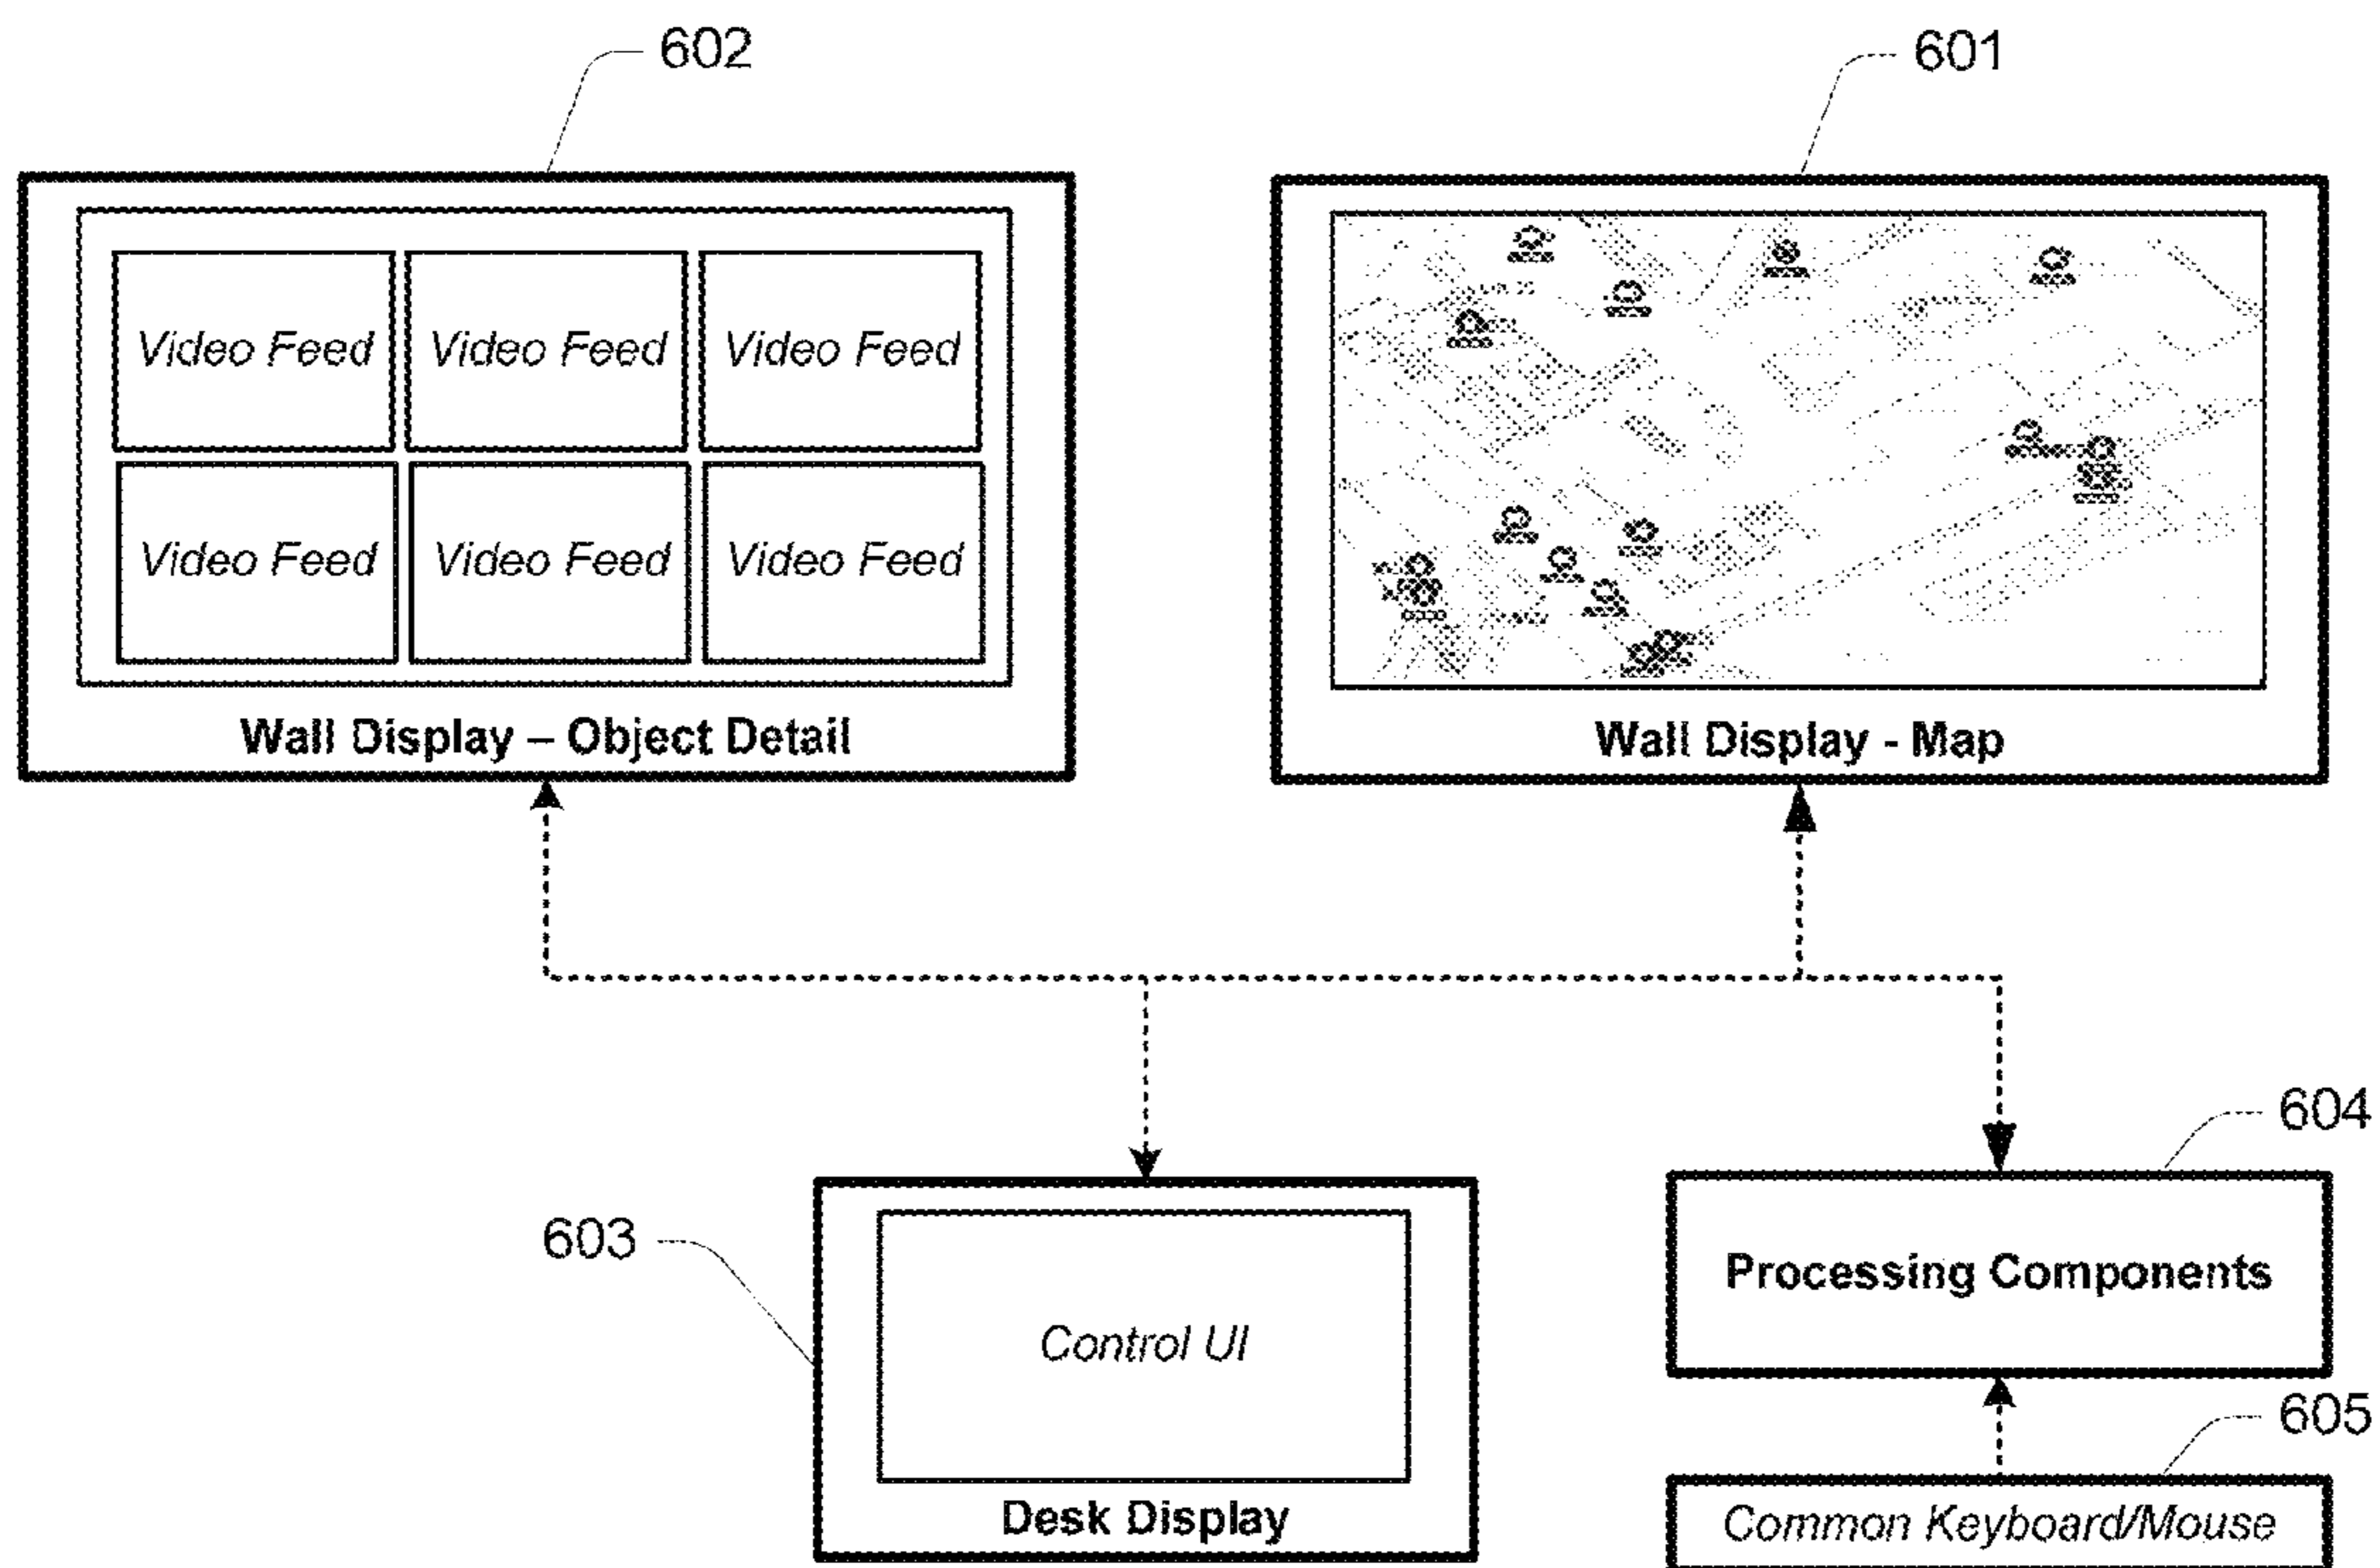 602
601
Video Feed Video Feed Video Feed
Video Feed Video Feed Video Feed
Wall Display – Object Detail
Wall Display - Map
604
603
Processing Components
Control UI
605
Desk Display
Common Keyboard/Mouse